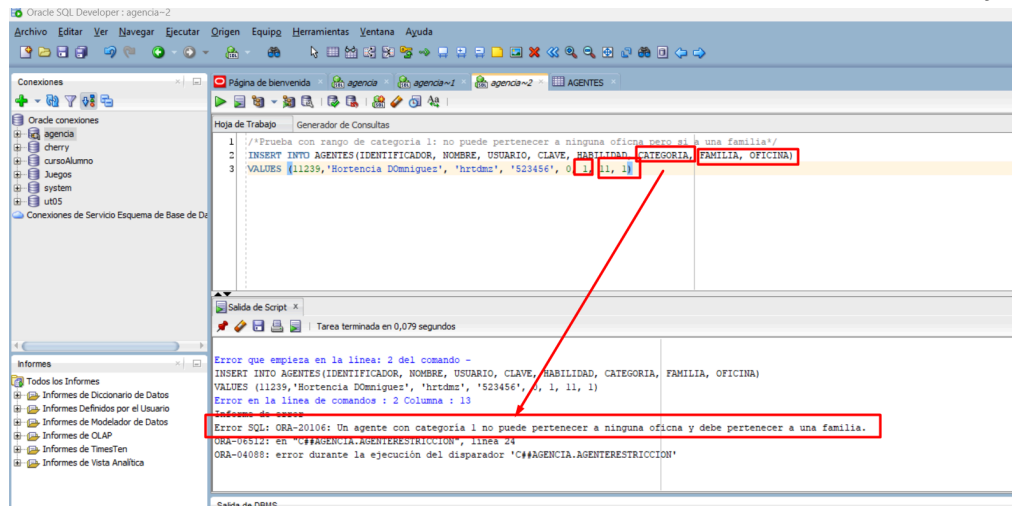 Oracle SQL Developer : agencia~2
Archivo Editar Ver Navegar Ejecutar Origen Equipo Herramientas Ventana Ayuda
Conexiones
Oracle conexiones
agencia
cherry
cursoAlumno
Juegos
system
ut05
Conexiones de Servicio Esquema de Base de Da
Informes
Todos los Informes
Informes de Diccionario de Datos
Informes Definidos por el Usuario
Informes de Modelador de Datos
Informes de OLAP
Informes de TimesTen
Informes de Vista Analítica
Página de bienvenida agencia agencia~1 agencia~2 AGENTES
Hoja de Trabajo Generador de Consultas
1 /*Prueba con rango de categoria 1: no puede pertenecer a ninguna oficna pero si a una familia*/
2 INSERT INTO AGENTES(IDENTIFICADOR, NOMBRE, USUARIO, CLAVE, HABILIDAD, CATEGORIA, FAMILIA, OFICINA)
3 VALUES (11239,'Hortencia DOmniguez', 'hrtdmz', '523456', 0, 1, 11, 1)
Salida de Script
Tarea terminada en 0,079 segundos
Error que empieza en la línea: 2 del comando -
INSERT INTO AGENTES(IDENTIFICADOR, NOMBRE, USUARIO, CLAVE, HABILIDAD, CATEGORIA, FAMILIA, OFICINA)
VALUES (11239,'Hortencia DOmniguez', 'hrtdmz', '523456', 0, 1, 11, 1)
Error en la línea de comandos : 2 Columna : 13
Informe de error -
Error SQL: ORA-20106: Un agente con categoria 1 no puede pertenecer a ninguna oficna y debe pertenecer a una familia.
ORA-06512: en "C##AGENCIA.AGENTERESTRICCION", línea 24
ORA-04088: error durante la ejecución del disparador 'C##AGENCIA.AGENTERESTRICCION'
Salida de DBMS